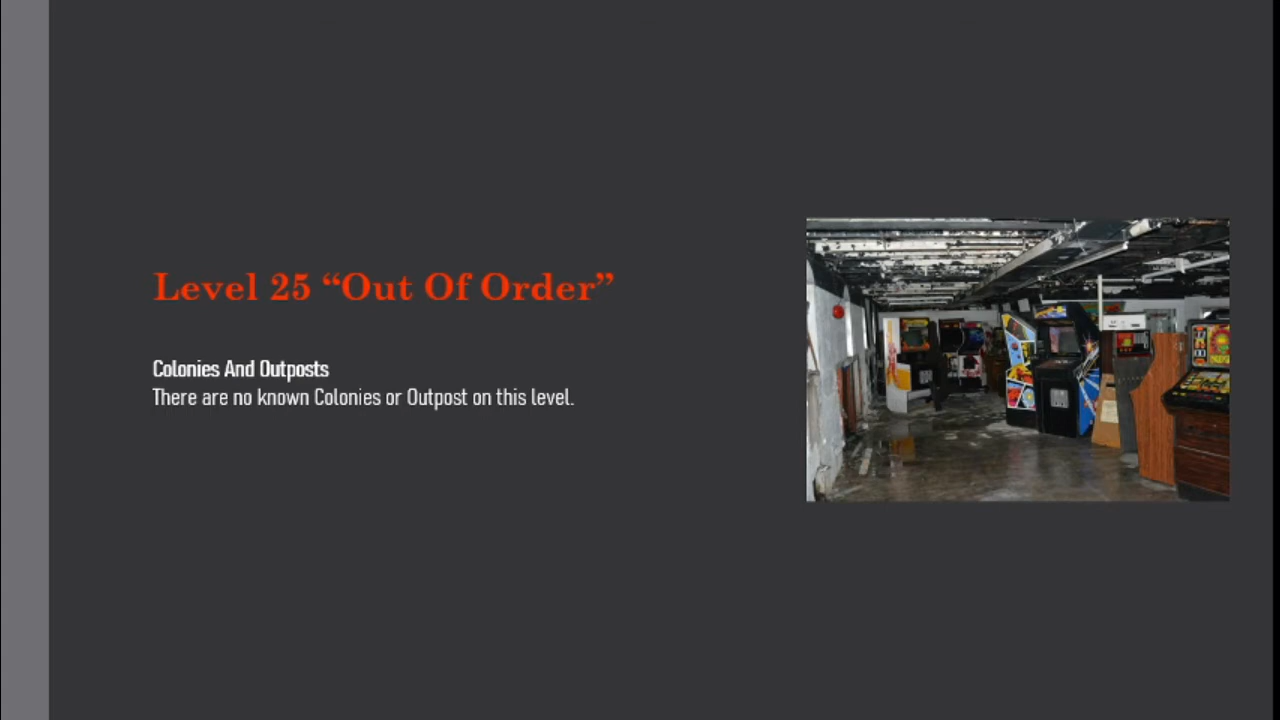 Level 25 “Out Of Order”
Colonies And Outposts
There are no known Colonies or Outpost on this level.